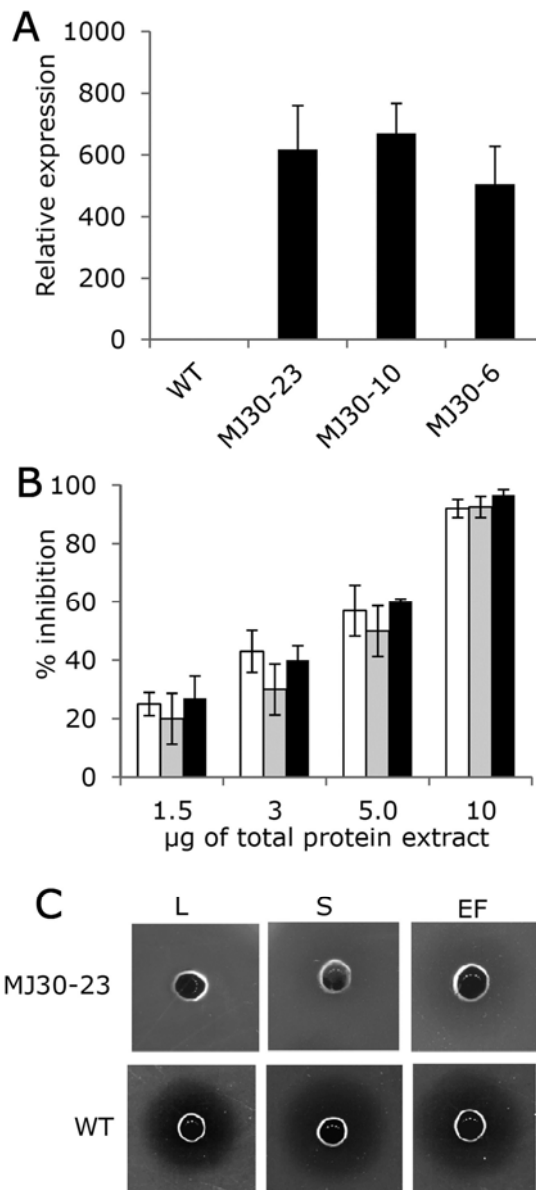 A
1000
800
600
400
200
0
Relative expression
WT
MJ30-23
MJ30-10
MJ30-6
B
100
80
60
40
20
0
% inhibition
1.5 3 5.0 10
µg of total protein extract
C
L S EF
MJ30-23
WT